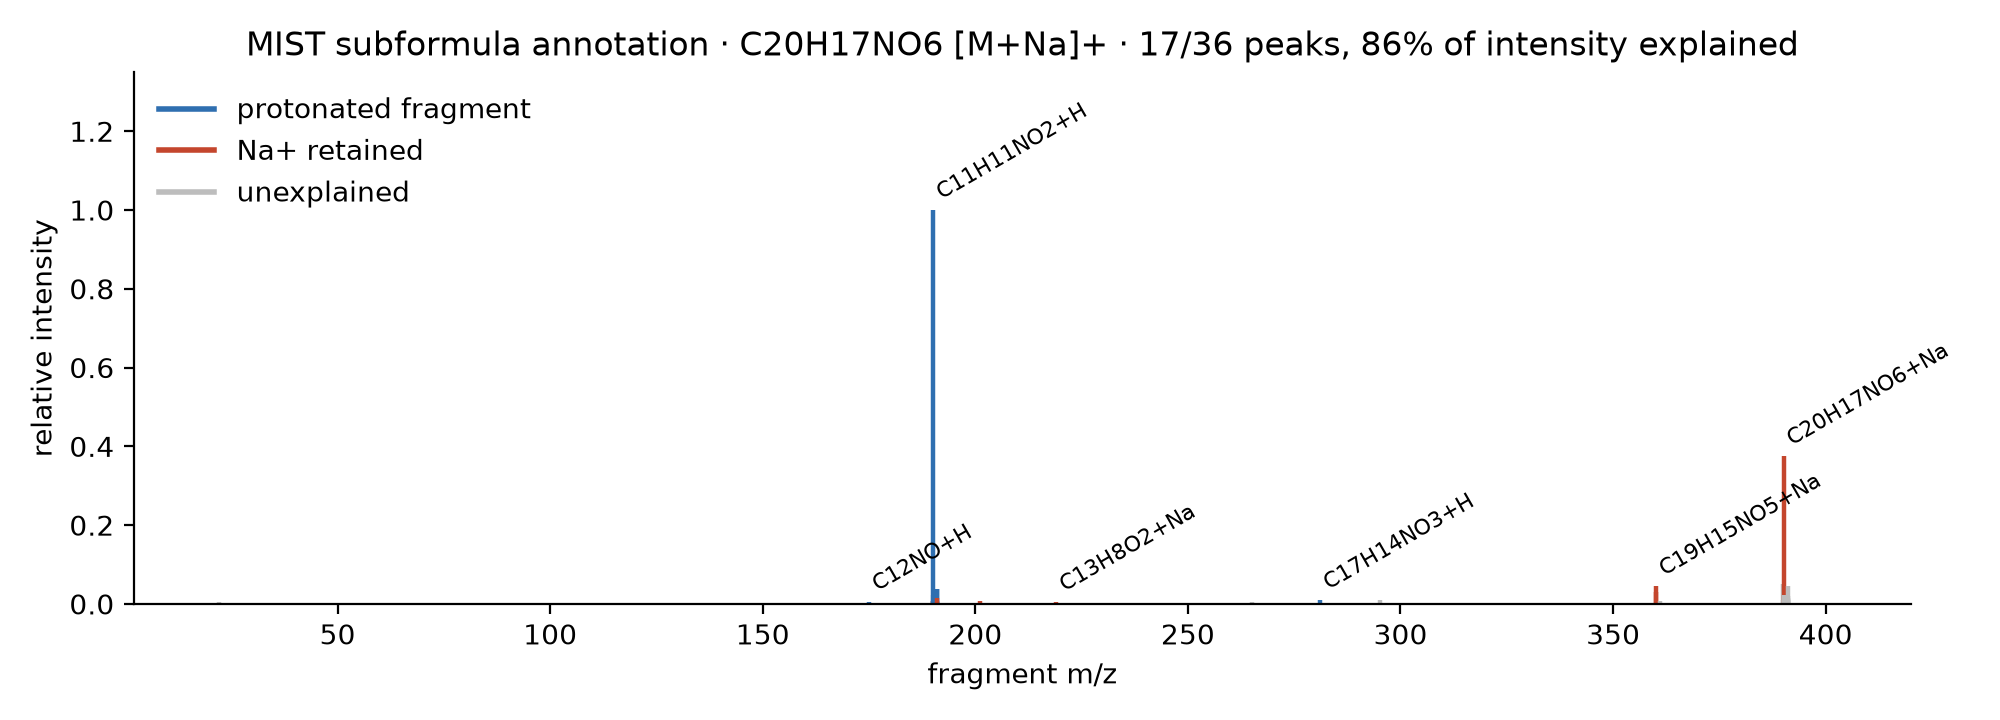 MIST subformula annotation · C20H17NO6 [M+Na]+ · 17/36 peaks, 86% of intensity explained
protonated fragment
Na+ retained
unexplained
relative intensity
1.2
1.0
0.8
0.6
0.4
0.2
0.0
C12NO+H
C11H11NO2+H
C13H8O2+Na
C17H14NO3+H
C19H15NO5+Na
C20H17NO6+Na
50 100 150 200 250 300 350 400
fragment m/z